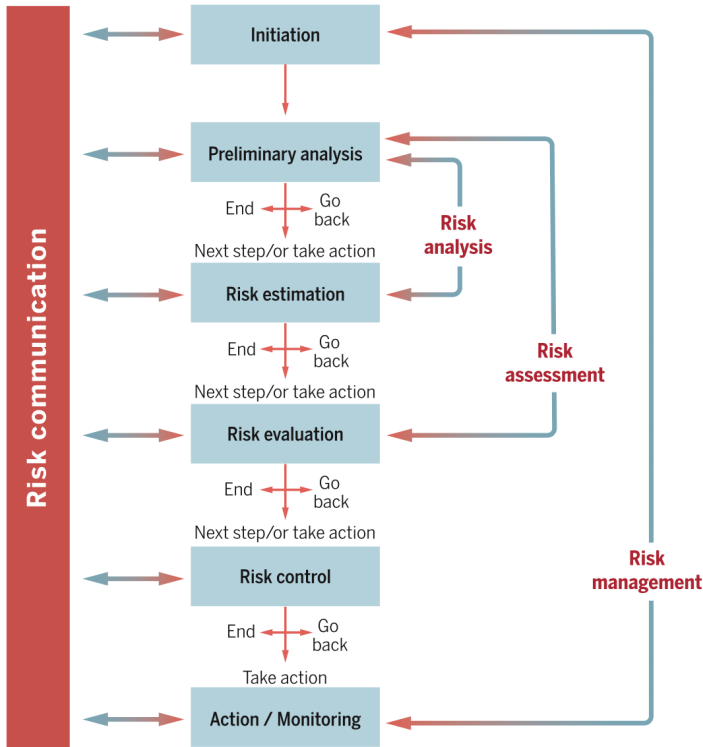 Risk communication
Initiation
Preliminary analysis
End
Go
back
Next step/or take action
Risk
analysis
Risk estimation
End
Go
back
Next step/or take action
Risk
assessment
Risk evaluation
End
Go
back
Next step/or take action
Risk control
Risk
management
End
Go
back
Take action
Action / Monitoring